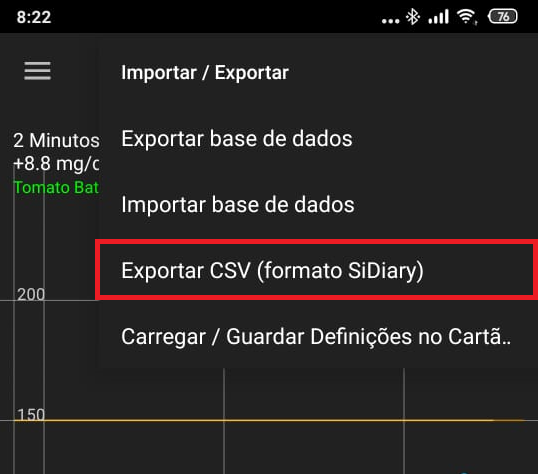 8:22
76
Importar / Exportar
2 Minutos
Exportar base de dados
+8.8 mg/d
Tomato Bat
Importar base de dados
Exportar CSV (formato SiDiary)
200
Carregar / Guardar Definições no Cartã..
150